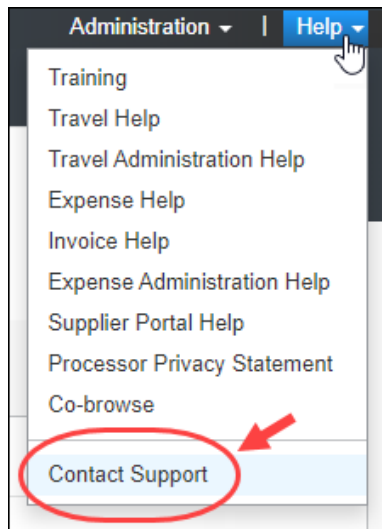 Administration | Help
Training
Travel Help
Travel Administration Help
Expense Help
Invoice Help
Expense Administration Help
Supplier Portal Help
Processor Privacy Statement
Co-browse
Contact Support